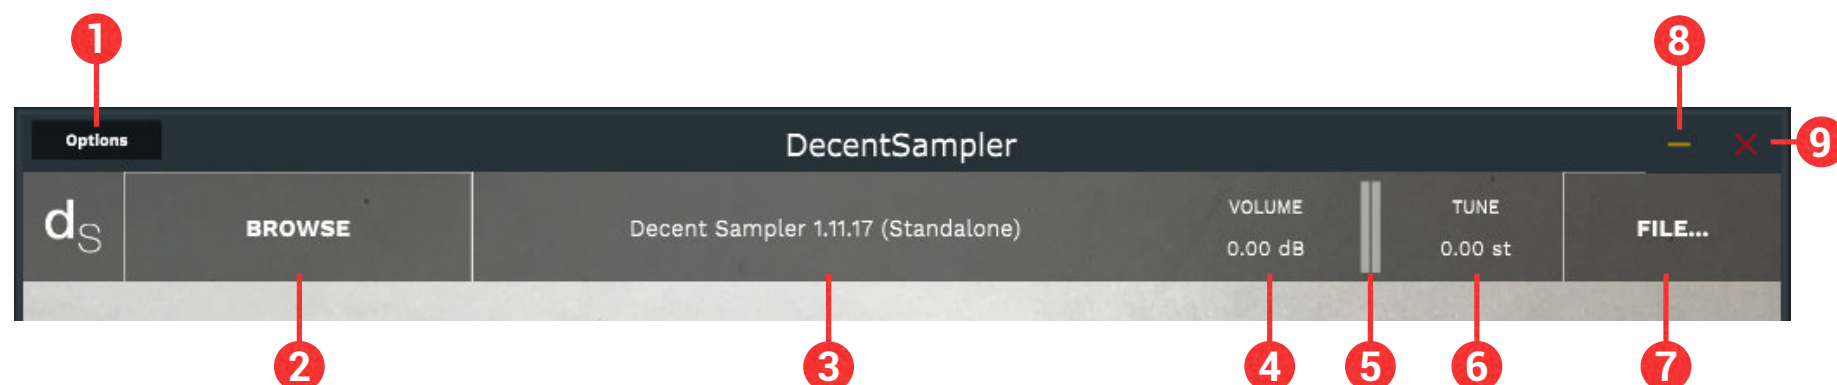 1
8
Options
DecentSampler
9
dS
BROWSE
Decent Sampler 1.11.17 (Standalone)
VOLUME
0.00 dB
TUNE
0.00 st
FILE...
2
3
4
5
6
7